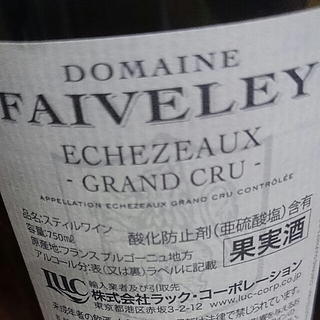 DOMAINE
FAIVELEY
ECHEZEAUX
- GRAND CRU -
APPELLATION ECHEZEAUX GRAND CRU CONTRÔLÉE
品名:スティルワイン
容量:750ml 酸化防止剤(亜硫酸塩)含有
原産地:フランス ブルゴーニュ地方
アルコール分:表(又は裏)ラベルに記載
果実酒
輸入業者及び引取先
LUC 株式会社ラック・コーポレーション
東京都港区赤坂3-2-12 www.luc-corp.co.jp